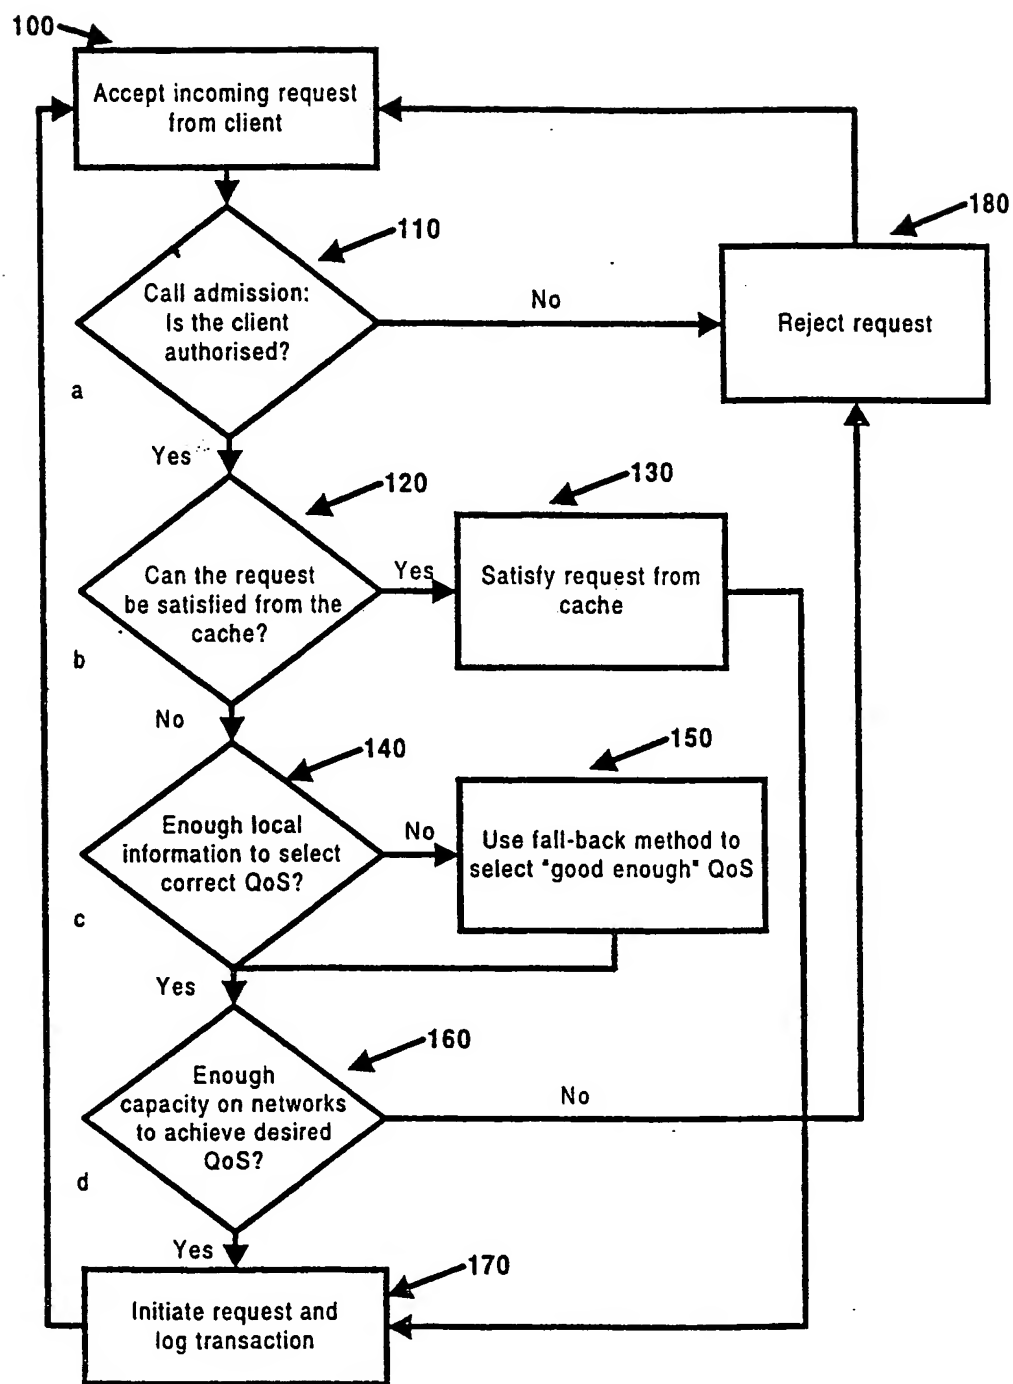 100
Accept incoming request
from client
110
180
Call admission:
Is the client
authorised?
No
Reject request
a
Yes
120
130
Can the request
be satisfied from the
cache?
Yes
Satisfy request from
cache
b
No
140
150
Enough local
information to select
correct QoS?
No
Use fall-back method to
select "good enough" QoS
c
Yes
160
Enough
capacity on networks
to achieve desired
QoS?
No
d
Yes
170
Initiate request and
log transaction